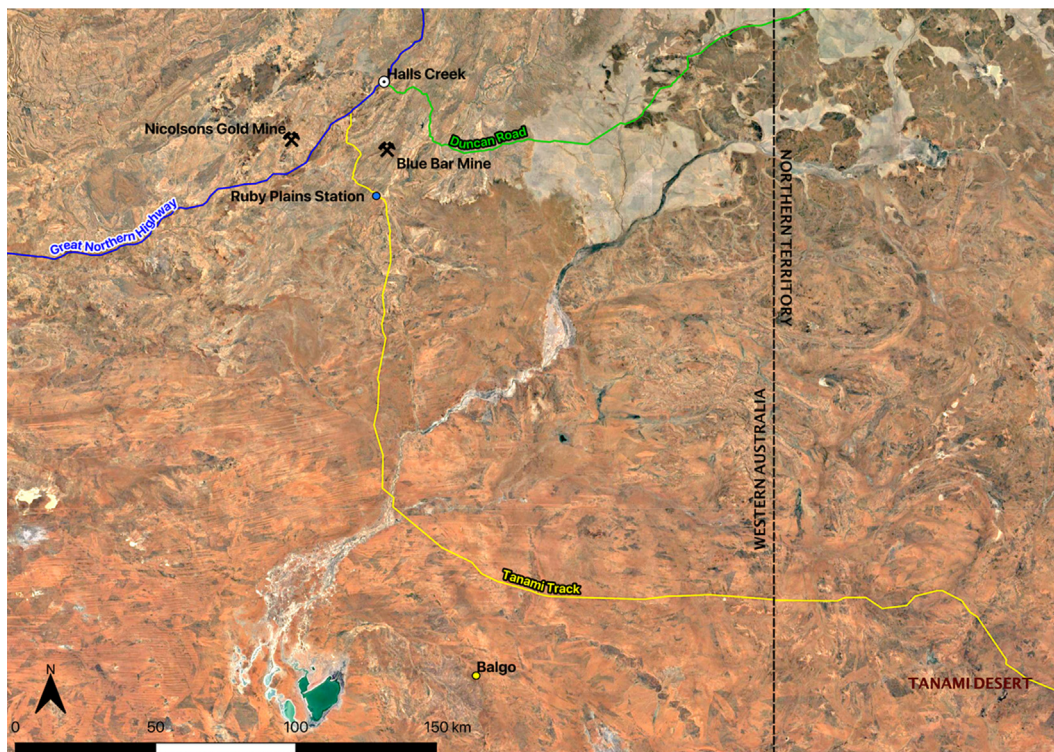 Halls Creek
Nicolsons Gold Mine
Duncan Road
Blue Bar Mine
Ruby Plains Station
Great Northern Highway
NORTHERN TERRITORY
WESTERN AUSTRALIA
Tanami Track
Balgo
TANAMI DESERT
N
0 50 100 150 km